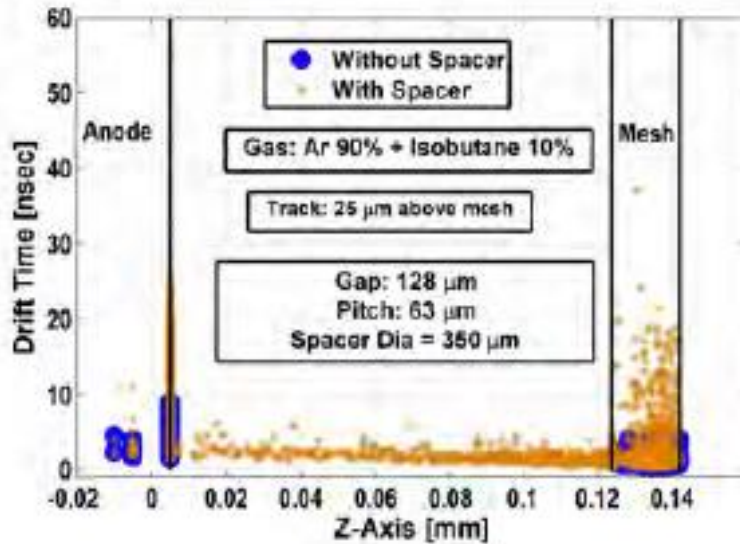 60
50
40
30
20
10
0
Drift Time [nsec]
Without Spacer
With Spacer
Anode
Mesh
Gas: Ar 90% + Isobutane 10%
Track: 25 μm above mesh
Gap: 128 μm
Pitch: 63 μm
Spacer Dia = 350 μm
-0.02 0 0.02 0.04 0.06 0.08 0.1 0.12 0.14
Z-Axis [mm]